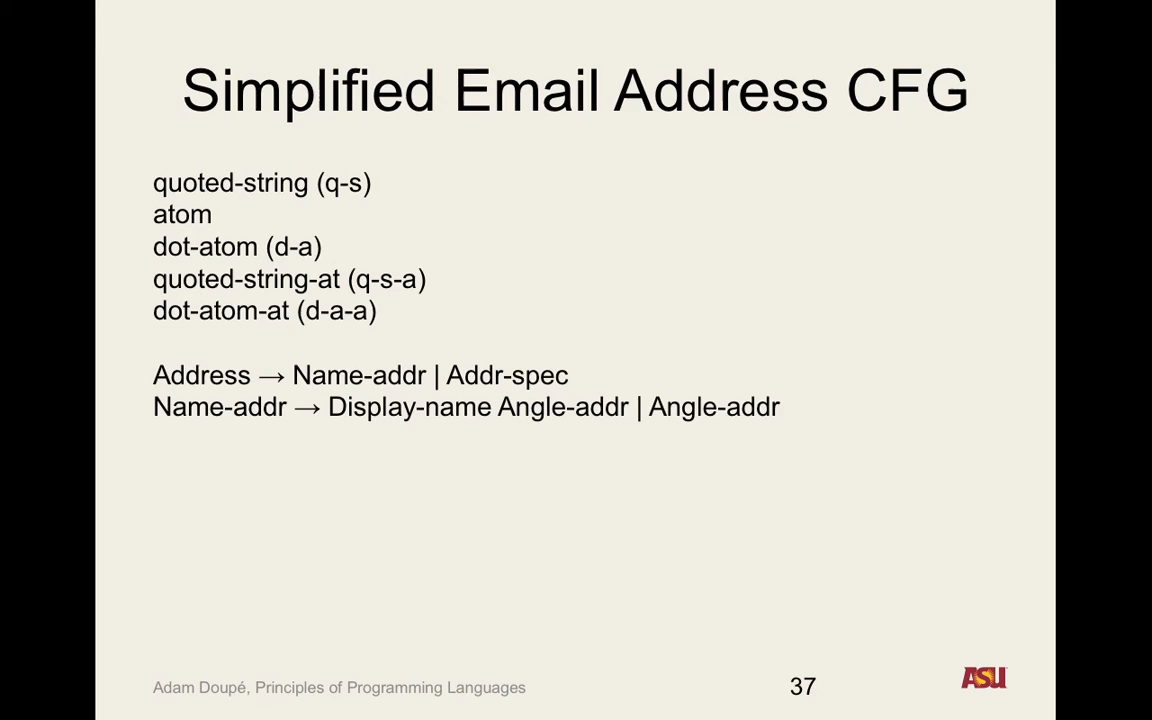 Simplified Email Address CFG
quoted-string (q-s)
atom
dot-atom (d-a)
quoted-string-at (q-s-a)
dot-atom-at (d-a-a)
Address → Name-addr | Addr-spec
Name-addr → Display-name Angle-addr | Angle-addr
Adam Doupé, Principles of Programming Languages
37
ASU